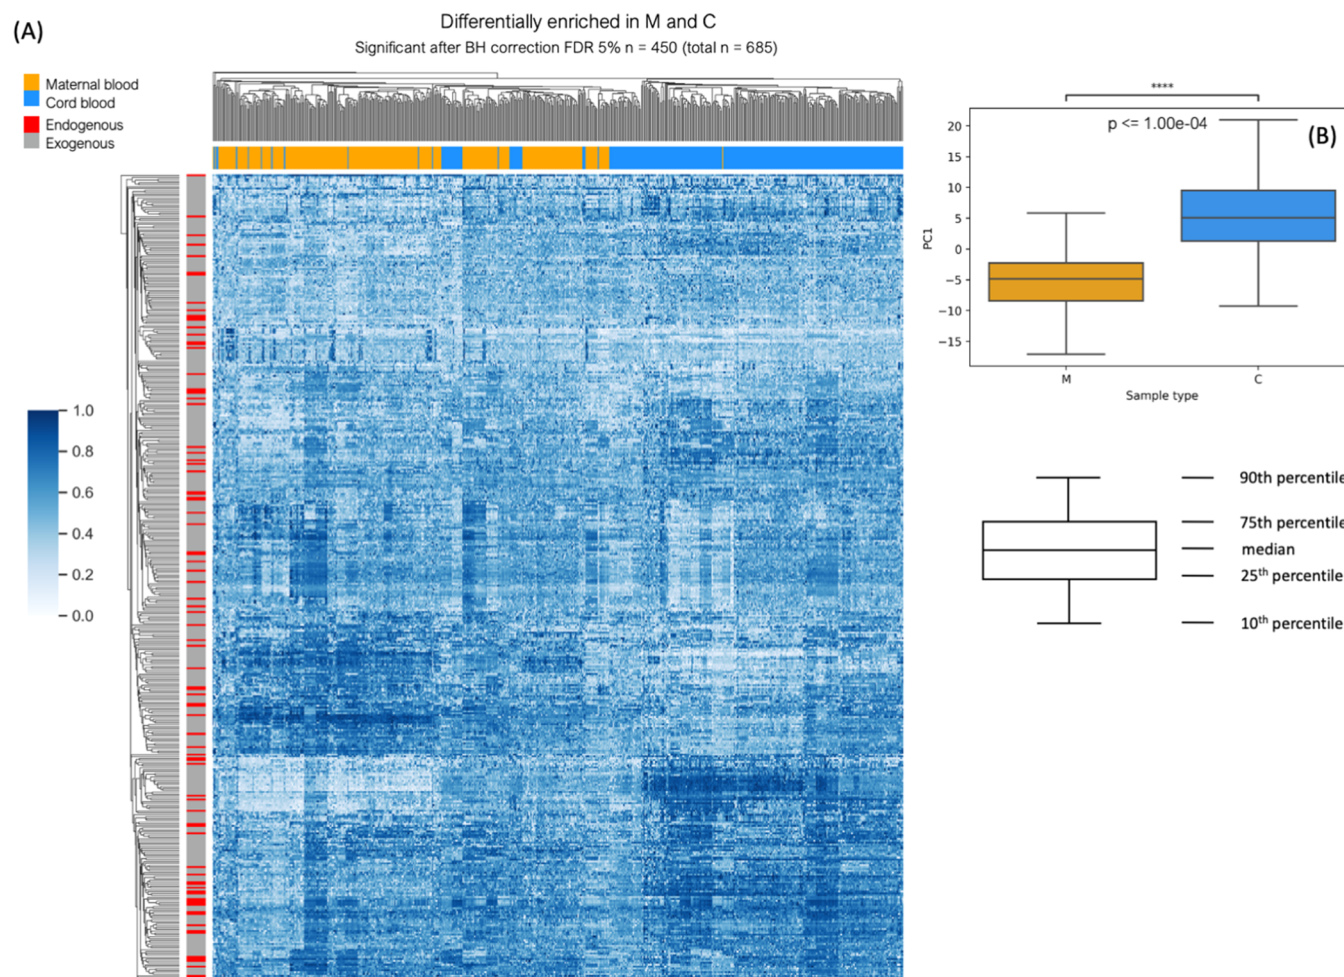 (A)
Differentially enriched in M and C
Significant after BH correction FDR 5% n = 450 (total n = 685)
Maternal blood
Cord blood
Endogenous
Exogenous
1.0
0.8
0.6
0.4
0.2
0.0
****
p <= 1.00e-04
(B)
20
15
10
5
0
−5
−10
−15
PC1
M
C
Sample type
90th percentile
75th percentile
median
25th percentile
10th percentile